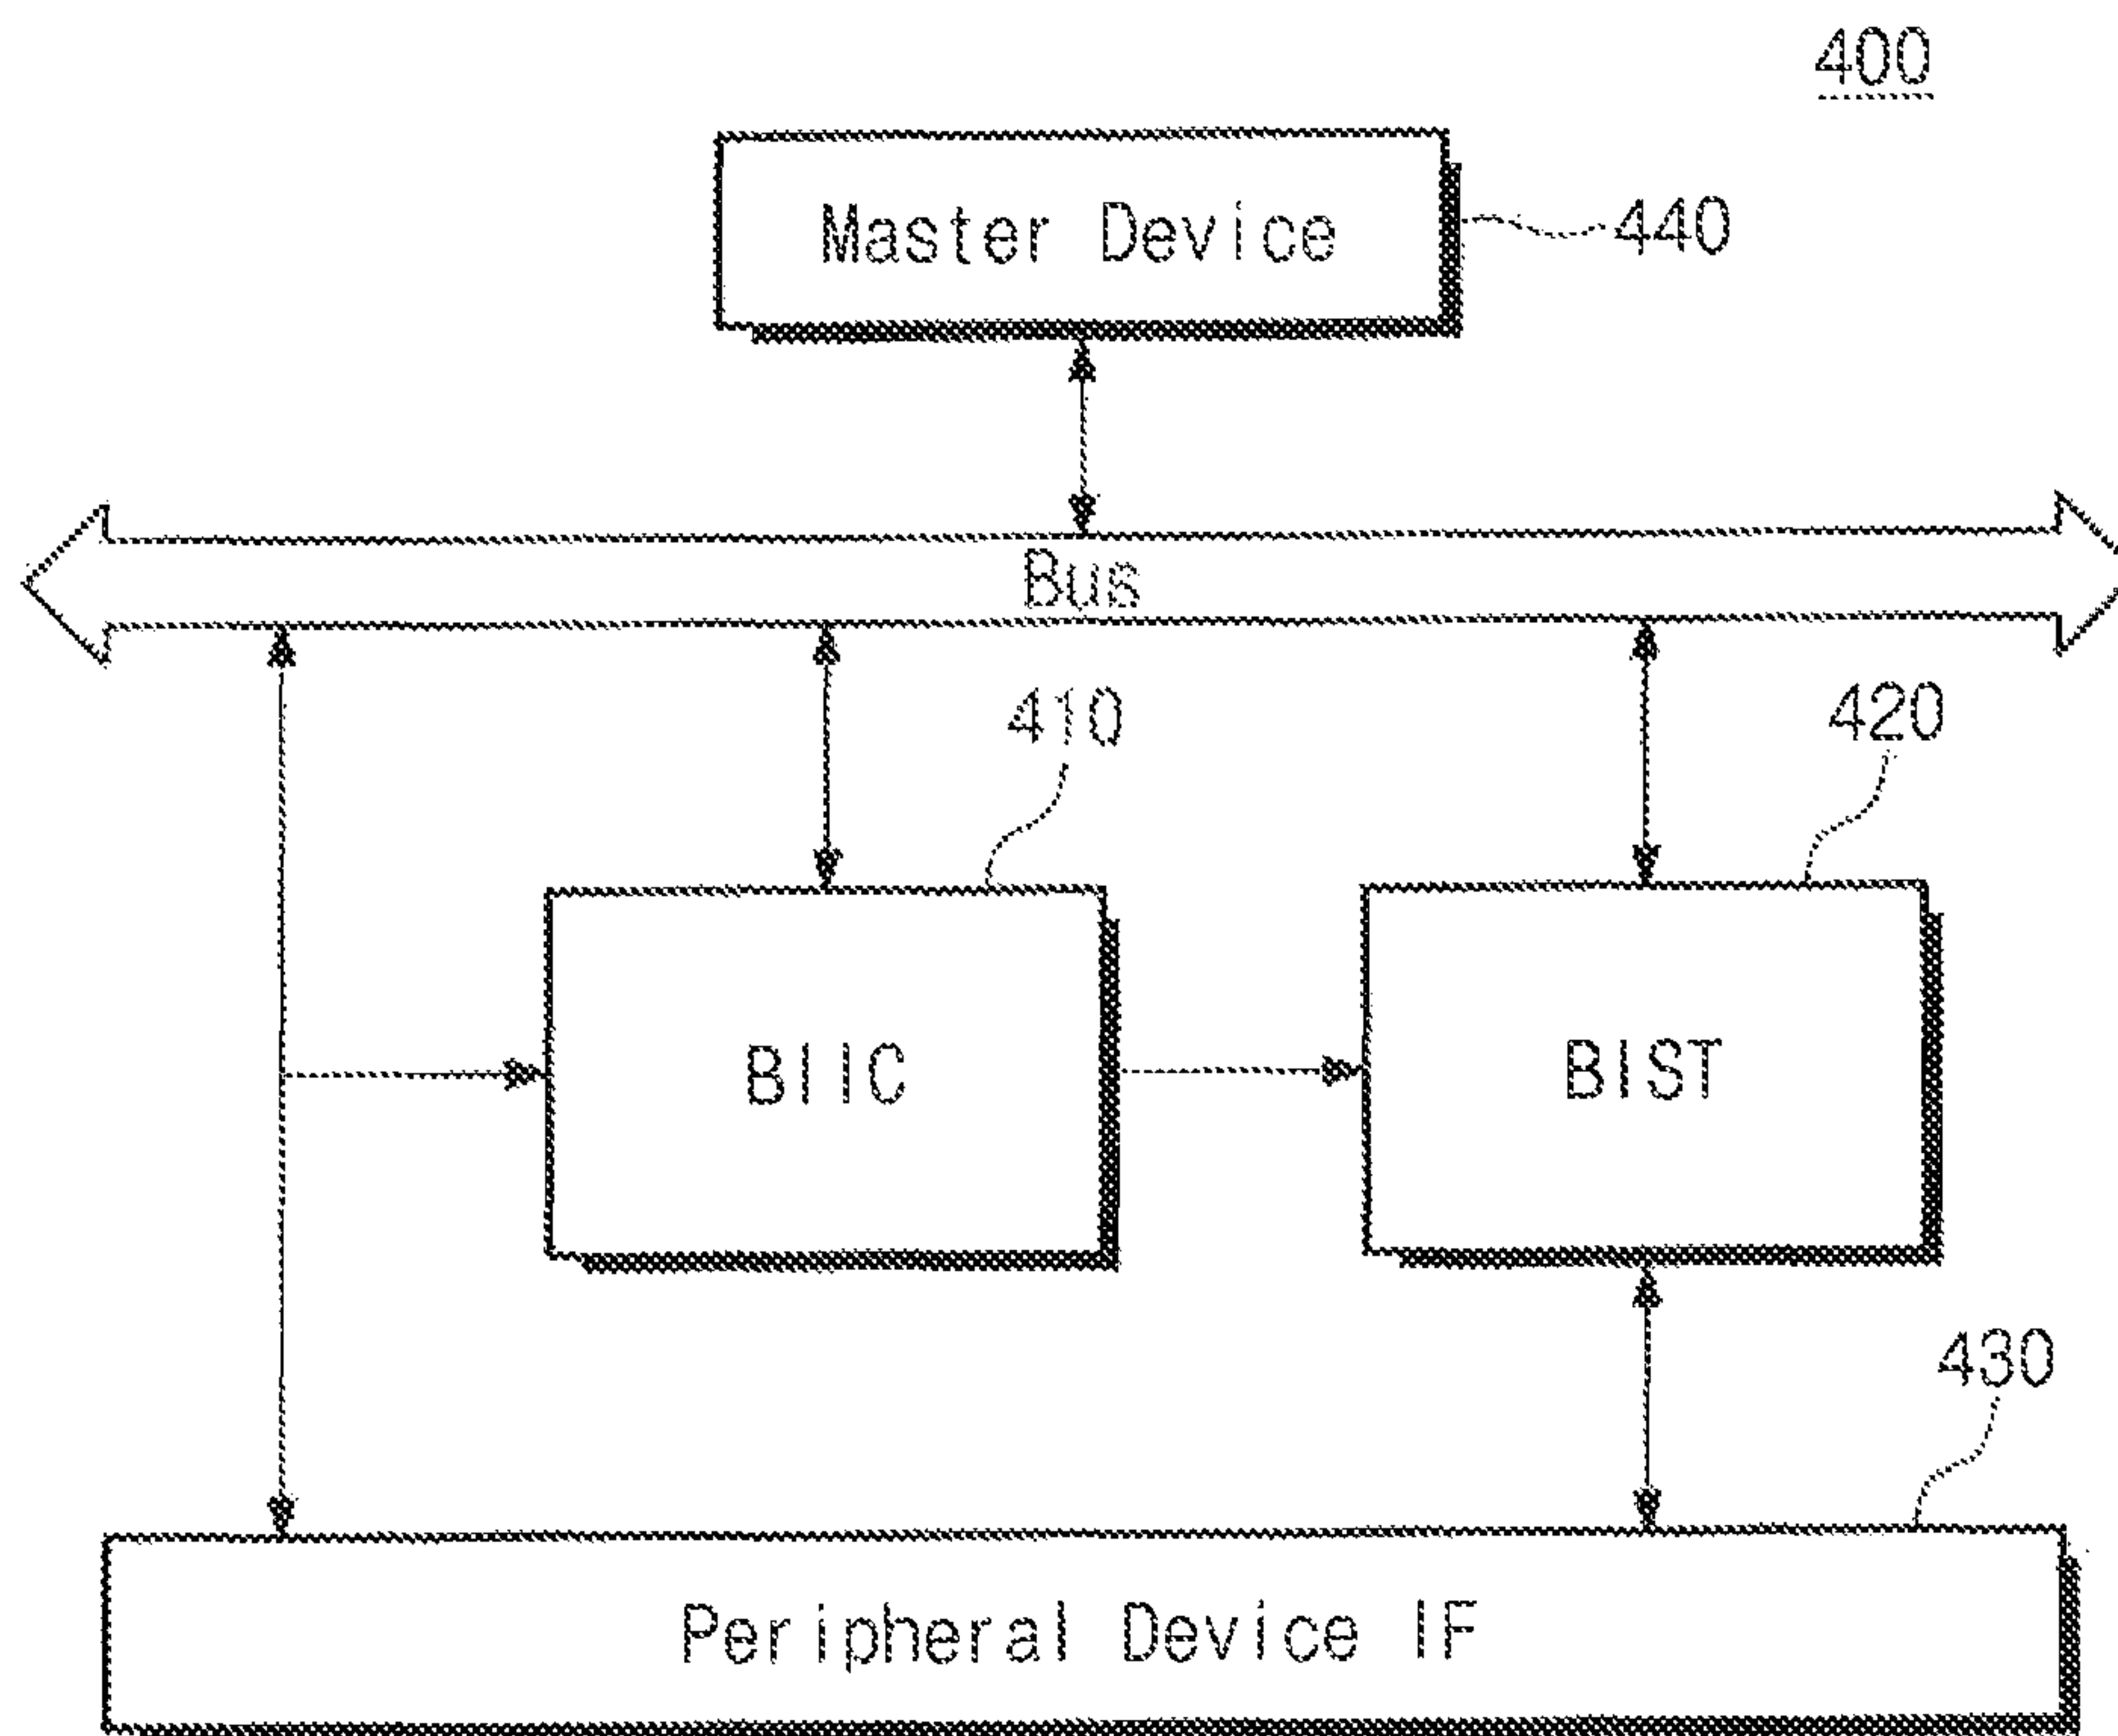 400
Master Device
440
Bus
410
420
BIIC
BIST
430
Peripheral Device IF